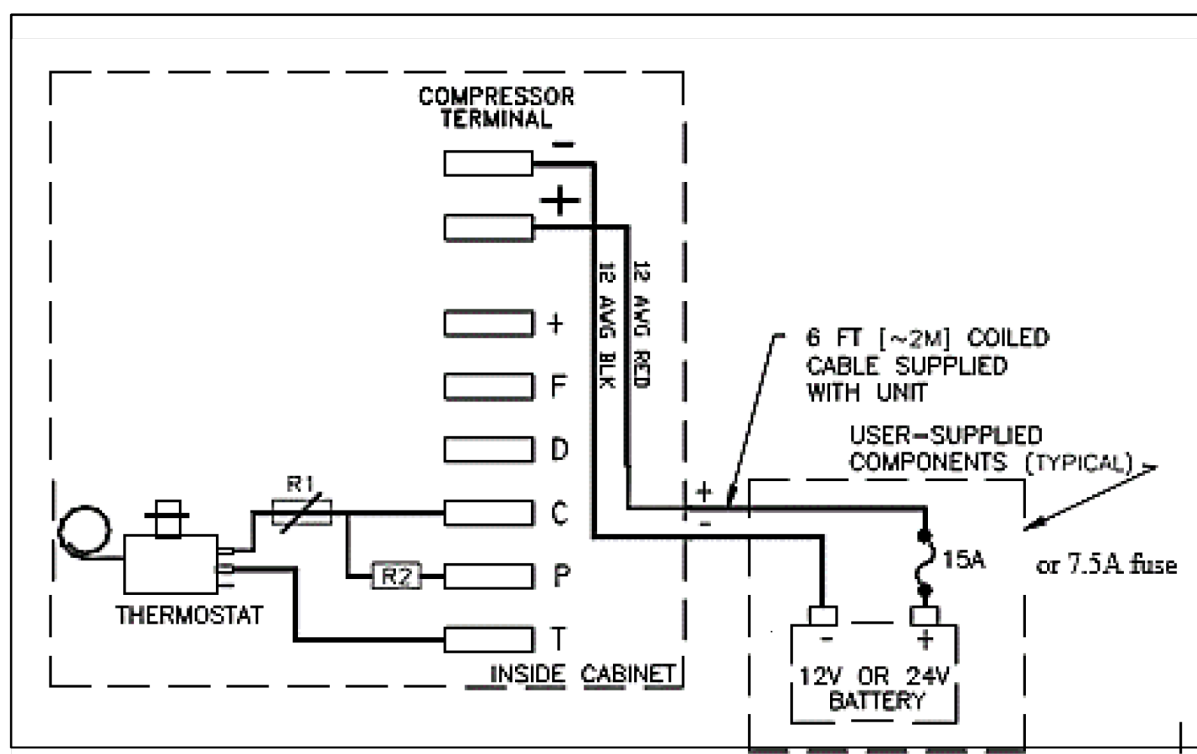 COMPRESSOR
TERMINAL
-
+
12 AWG BLK
12 AWG RED
+
F
D
C
P
T
R1
R2
THERMOSTAT
INSIDE CABINET
6 FT [~2M] COILED
CABLE SUPPLIED
WITH UNIT
USER-SUPPLIED
COMPONENTS (TYPICAL)
+
-
15A
or 7.5A fuse
- +
12V OR 24V
BATTERY